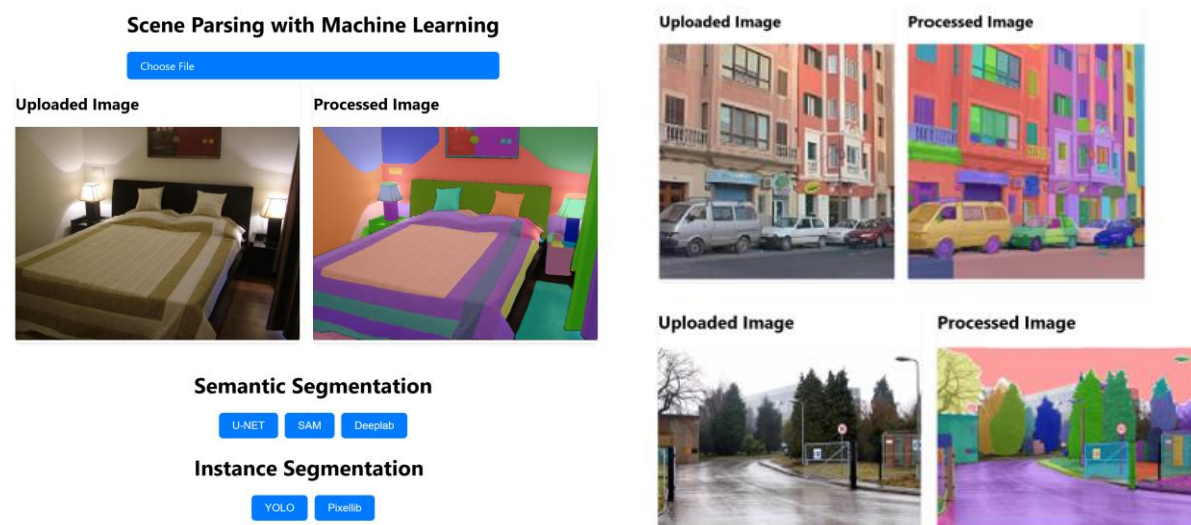 Scene Parsing with Machine Learning
Choose File
Uploaded Image
Processed Image
Semantic Segmentation
U-NET
SAM
Deeplab
Instance Segmentation
YOLO
Pixellib
Uploaded Image
Processed Image
Uploaded Image
Processed Image